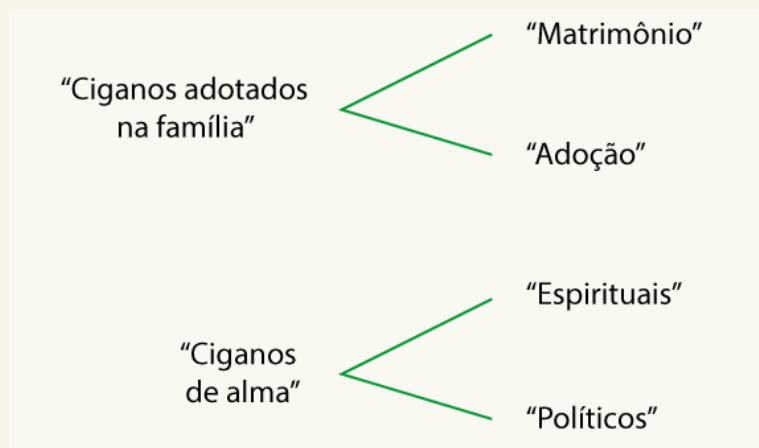 “Matrimônio”
“Ciganos adotados
na família”
“Adoção”
“Espirituais”
“Ciganos
de alma”
“Políticos”